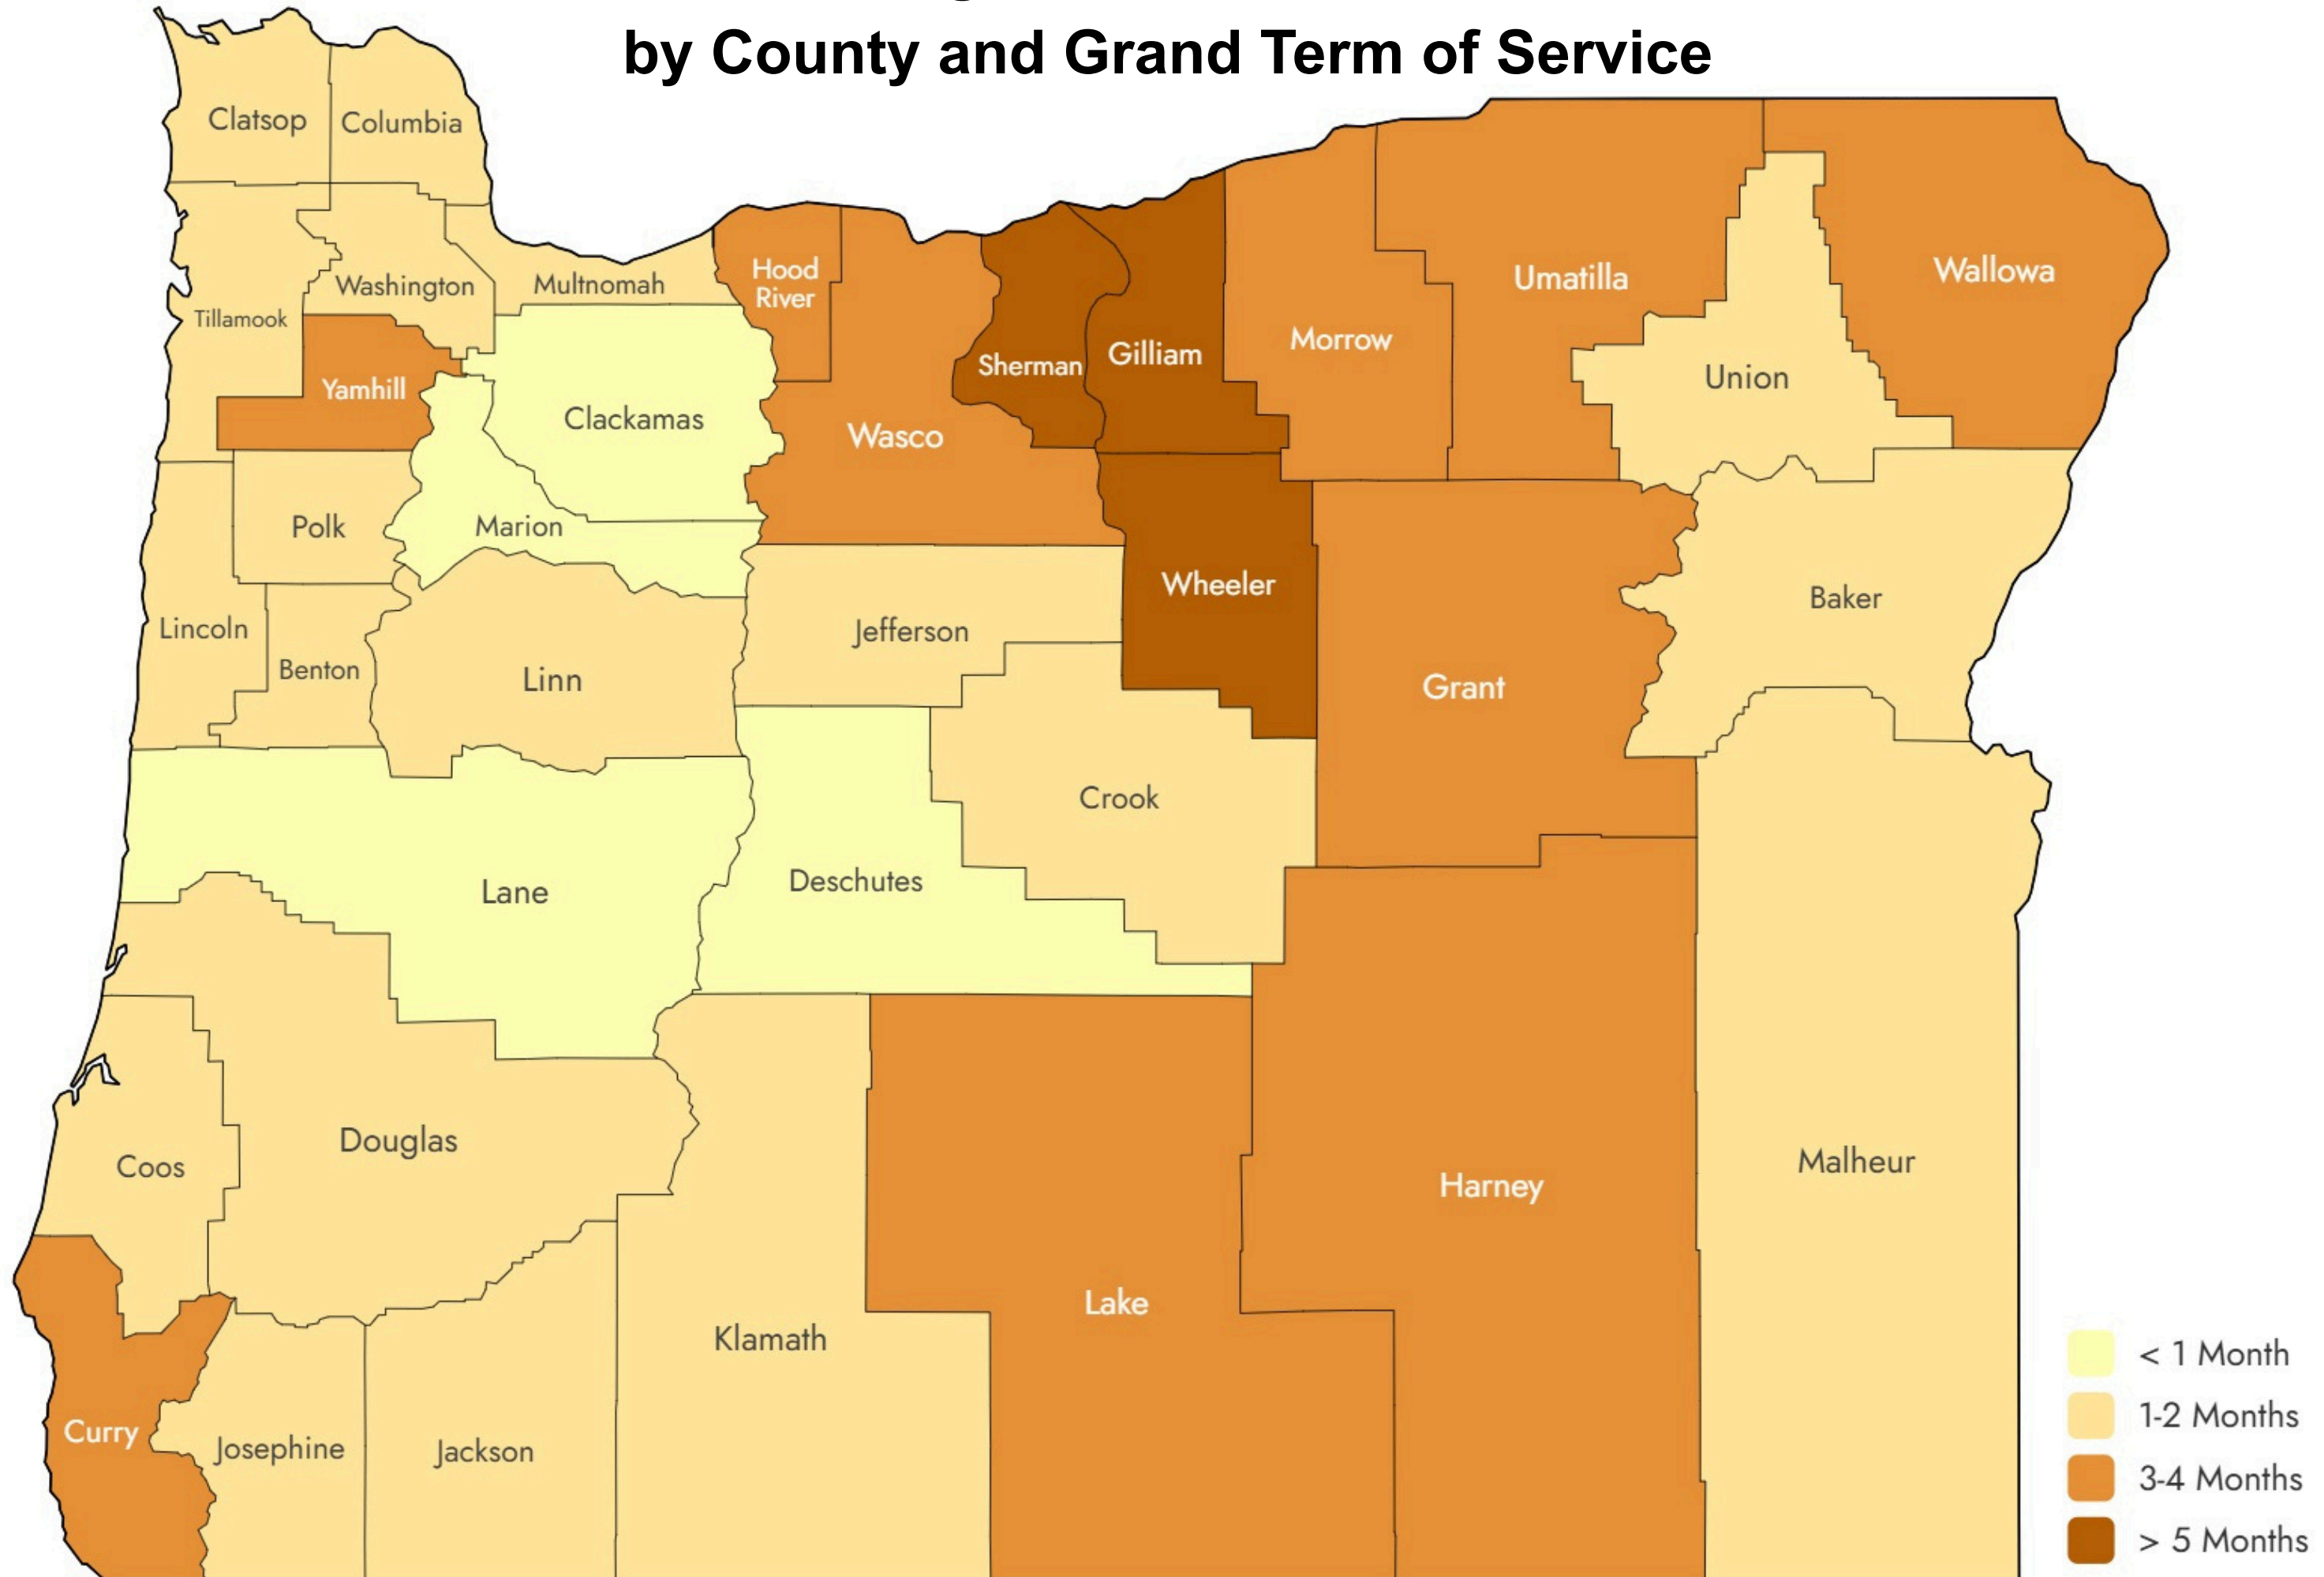 by County and Grand Term of Service
Clatsop
Columbia
Tillamook
Washington
Multnomah
Hood
River
Yamhill
Clackamas
Wasco
Sherman
Gilliam
Morrow
Umatilla
Union
Wallowa
Polk
Marion
Lincoln
Benton
Linn
Jefferson
Wheeler
Grant
Baker
Lane
Deschutes
Crook
Coos
Douglas
Klamath
Lake
Harney
Malheur
Curry
Josephine
Jackson
< 1 Month
1-2 Months
3-4 Months
> 5 Months